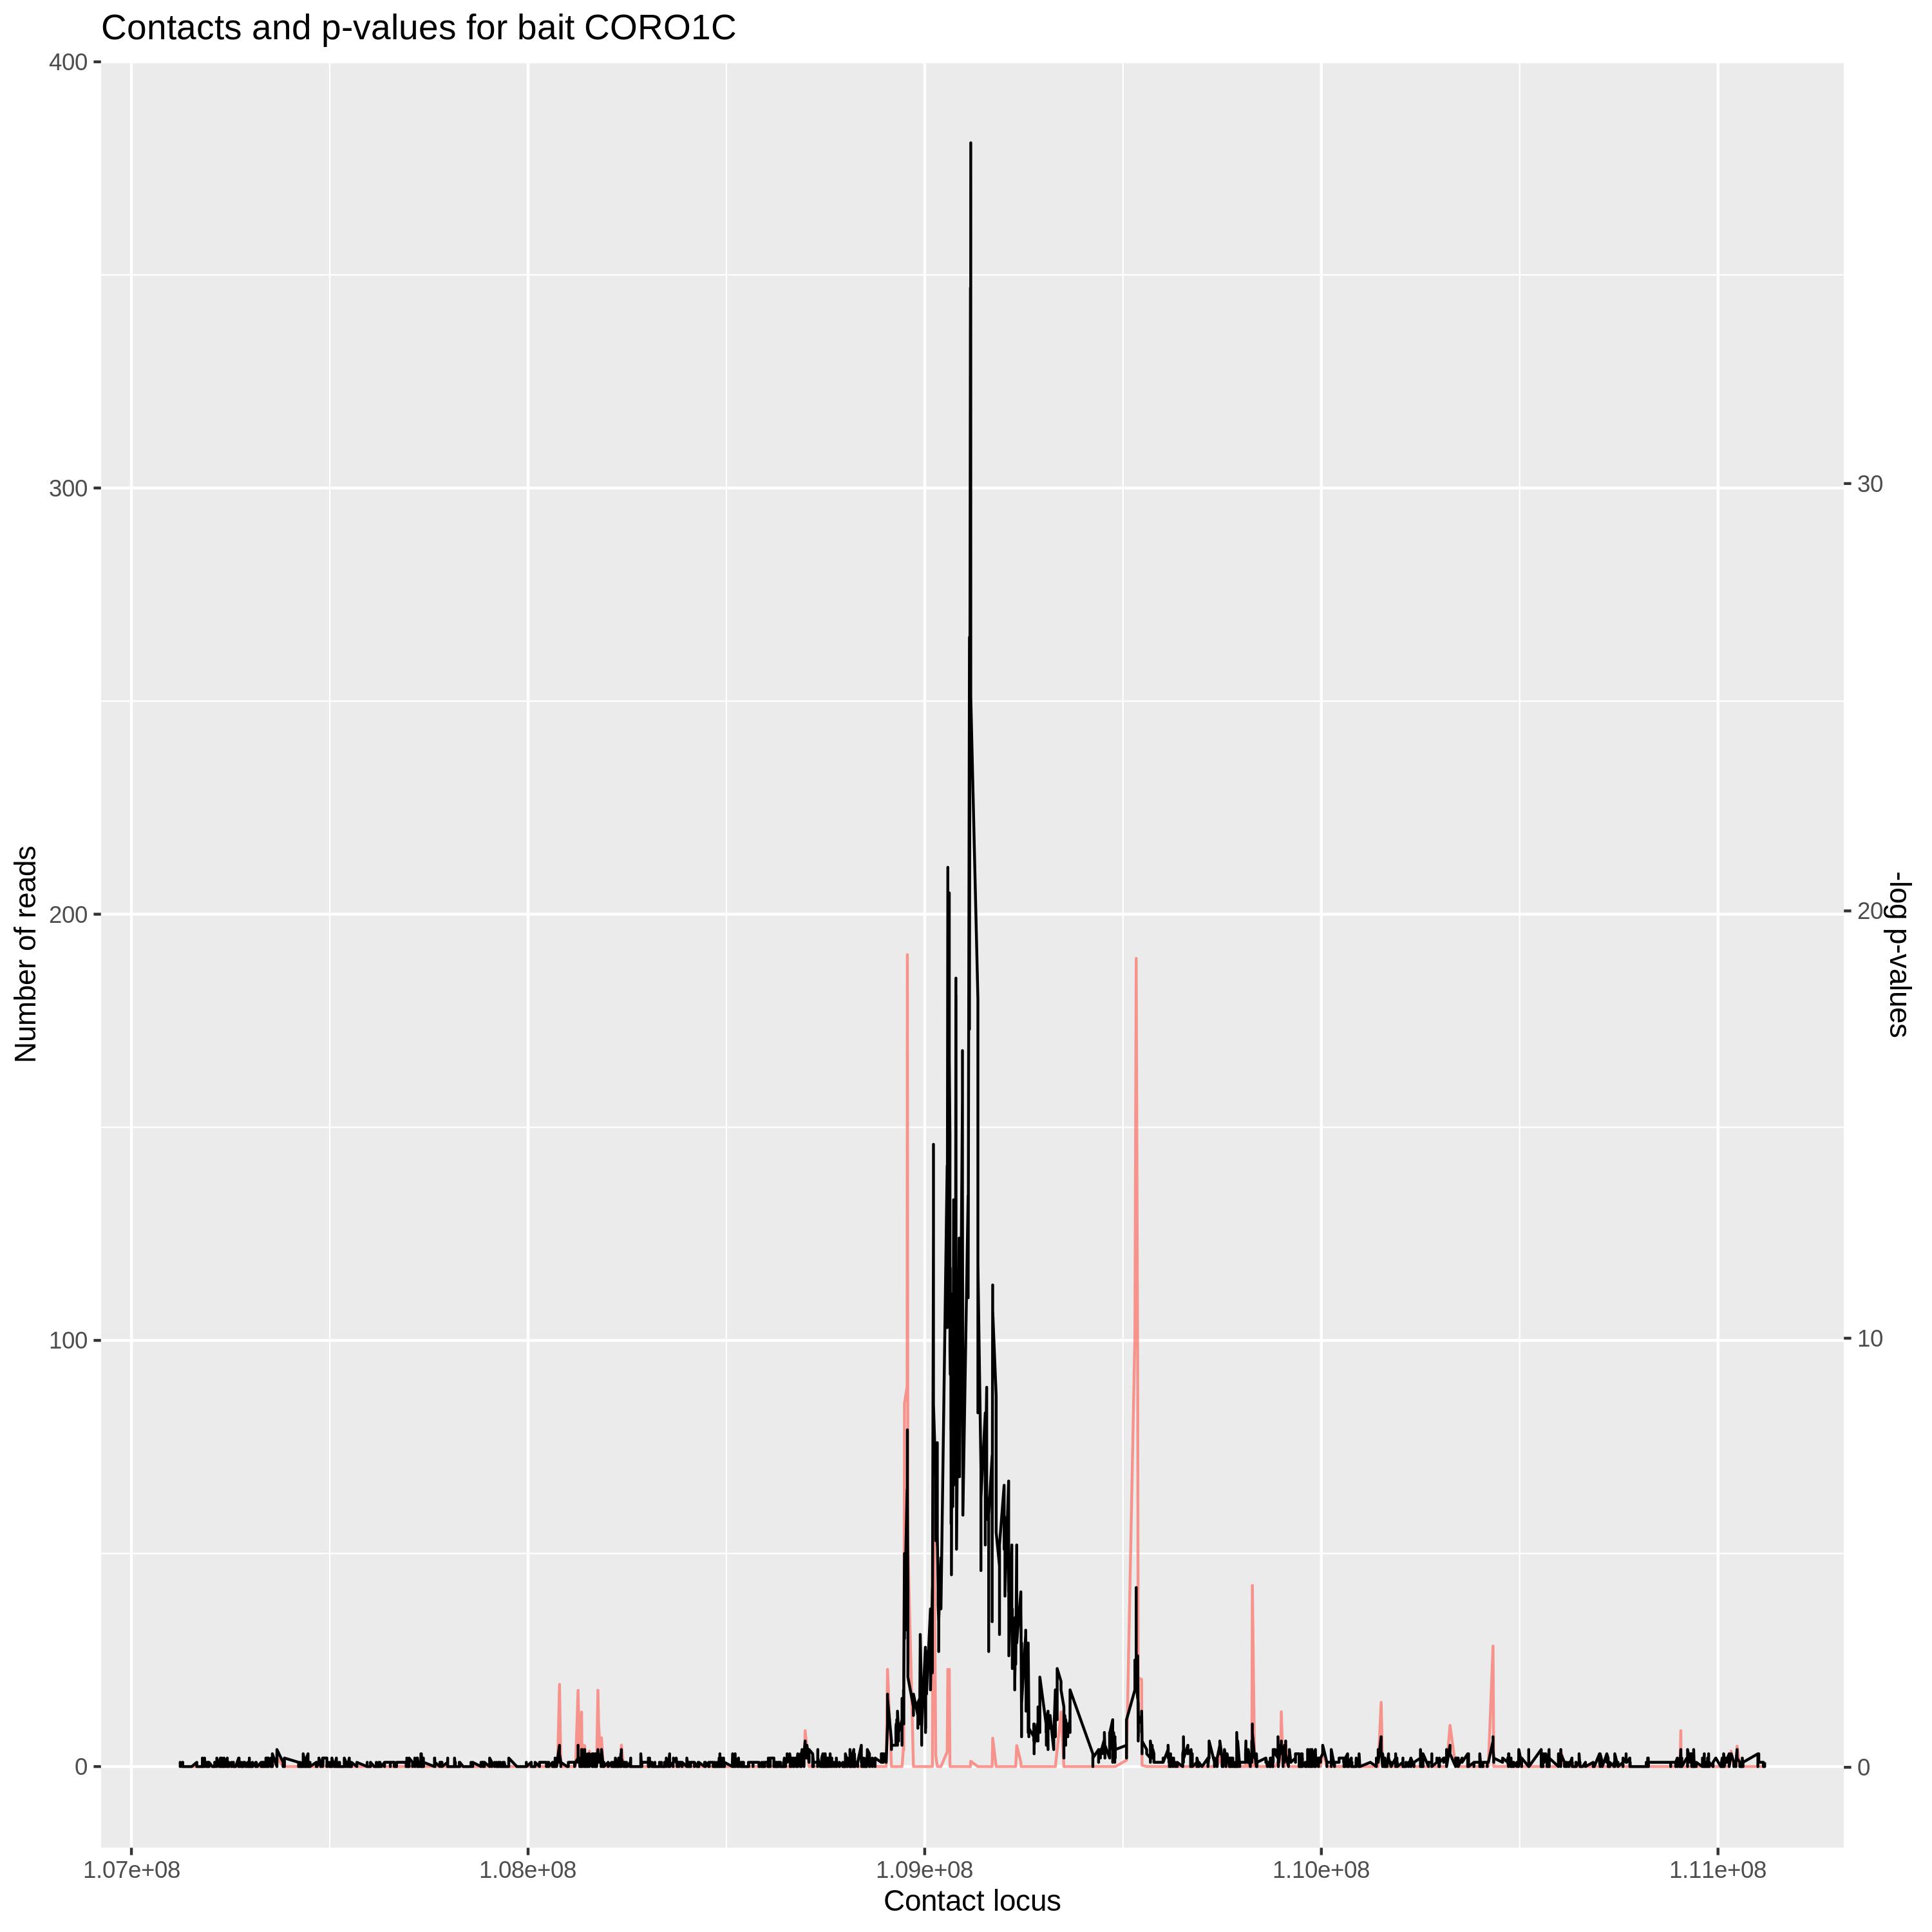 Contacts and p-values for bait CORO1C
400
300
200
100
0
Number of reads
30
20
10
0
-log p-values
1.07e+08 1.08e+08 1.09e+08 1.10e+08 1.11e+08
Contact locus